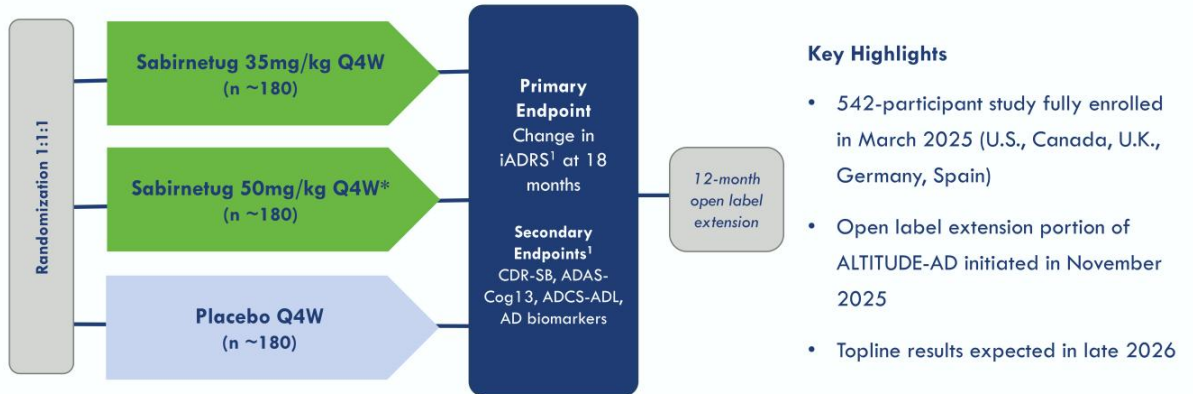 Randomization 1:1:1
Sabirnetug 35mg/kg Q4W
(n ~180)
Sabirnetug 50mg/kg Q4W*
(n ~180)
Placebo Q4W
(n ~180)
Primary
Endpoint
Change in
iADRS¹ at 18
months
Secondary
Endpoints¹
CDR-SB, ADAS-
Cog13, ADCS-ADL,
AD biomarkers
12-month
open label
extension
Key Highlights
• 542-participant study fully enrolled
in March 2025 (U.S., Canada, U.K.,
Germany, Spain)
• Open label extension portion of
ALTITUDE-AD initiated in November
2025
• Topline results expected in late 2026